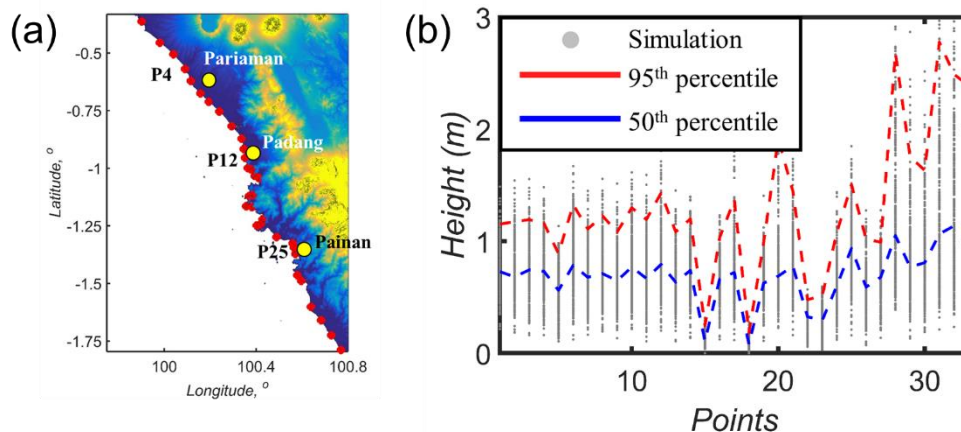 (a)
-0.5
-0.75
-1
-1.25
-1.5
-1.75
Latitude, °
P4
Pariaman
Padang
P12
P25
Painan
100
100.4
100.8
Longitude, °
(b)
3
2
1
0
Height (m)
Simulation
95th percentile
50th percentile
10
20
30
Points